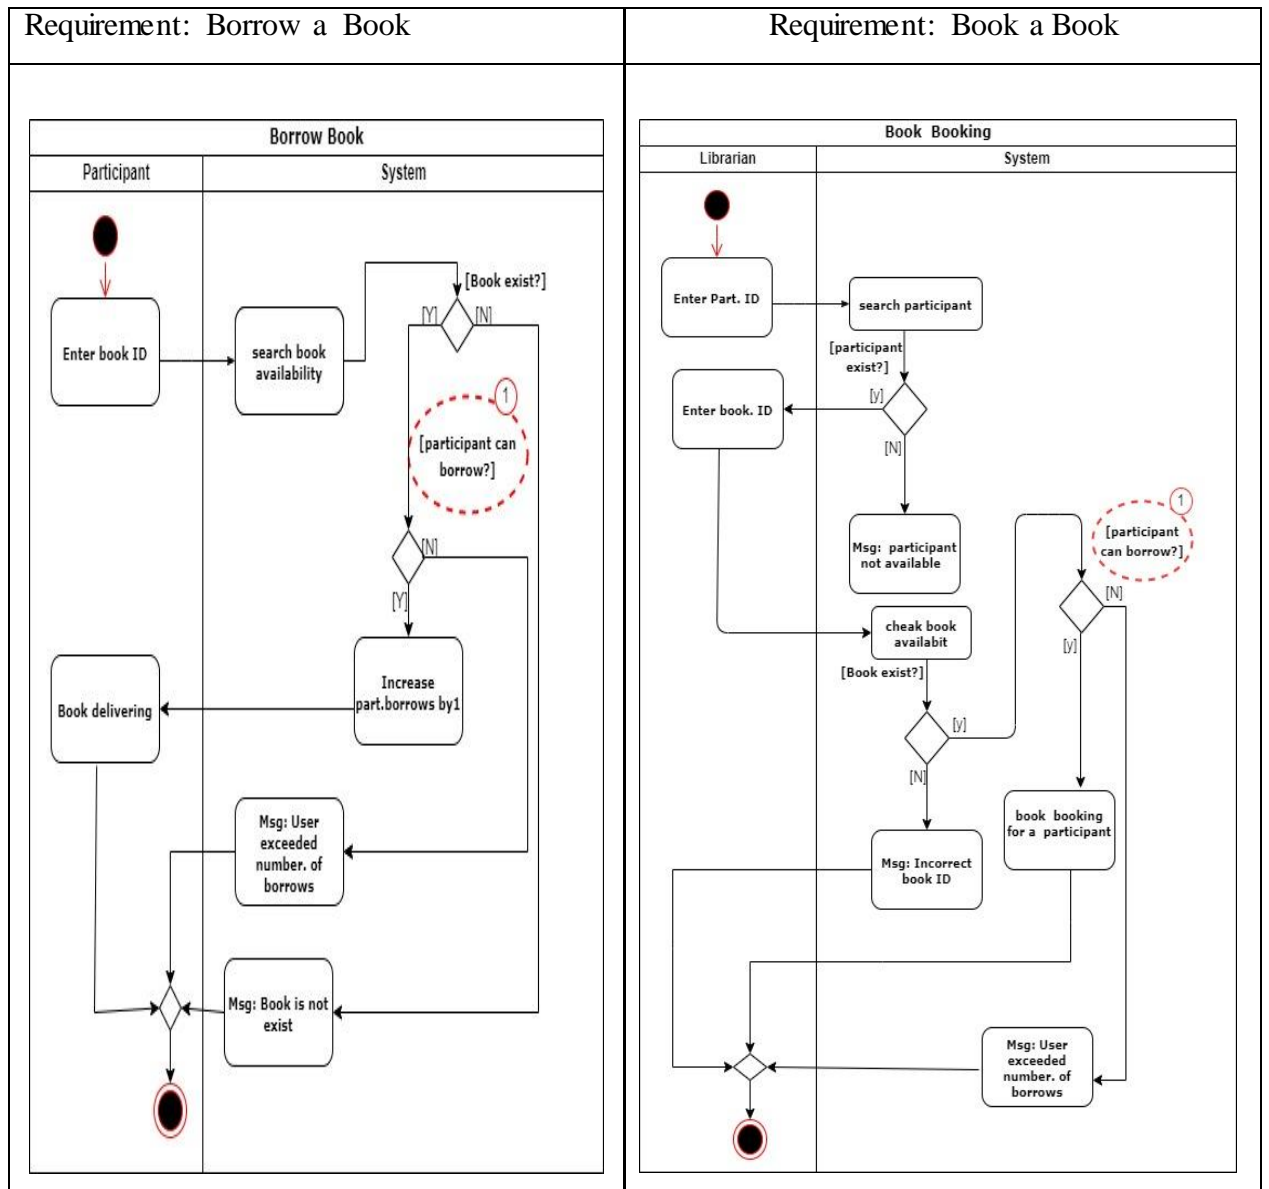 Requirement: Borrow a Book
Borrow Book
Participant
System
[Book exist?]
[Y]
[N]
Enter book ID
search book
availability
1
[participant can
borrow?]
[N]
[Y]
Increase
part.borrows by1
Book delivering
Msg: User
exceeded
number. of
borrows
Msg: Book is not
exist
Requirement: Book a Book
Book Booking
Librarian
System
Enter Part. ID
search participant
[participant
exist?]
[y]
Enter book. ID
[N]
1
[participant
can borrow?]
Msg: participant
not available
[N]
cheak book
availabit
[y]
[Book exist?]
[y]
[N]
book booking
for a participant
Msg: Incorrect
book ID
Msg: User
exceeded
number. of
borrows